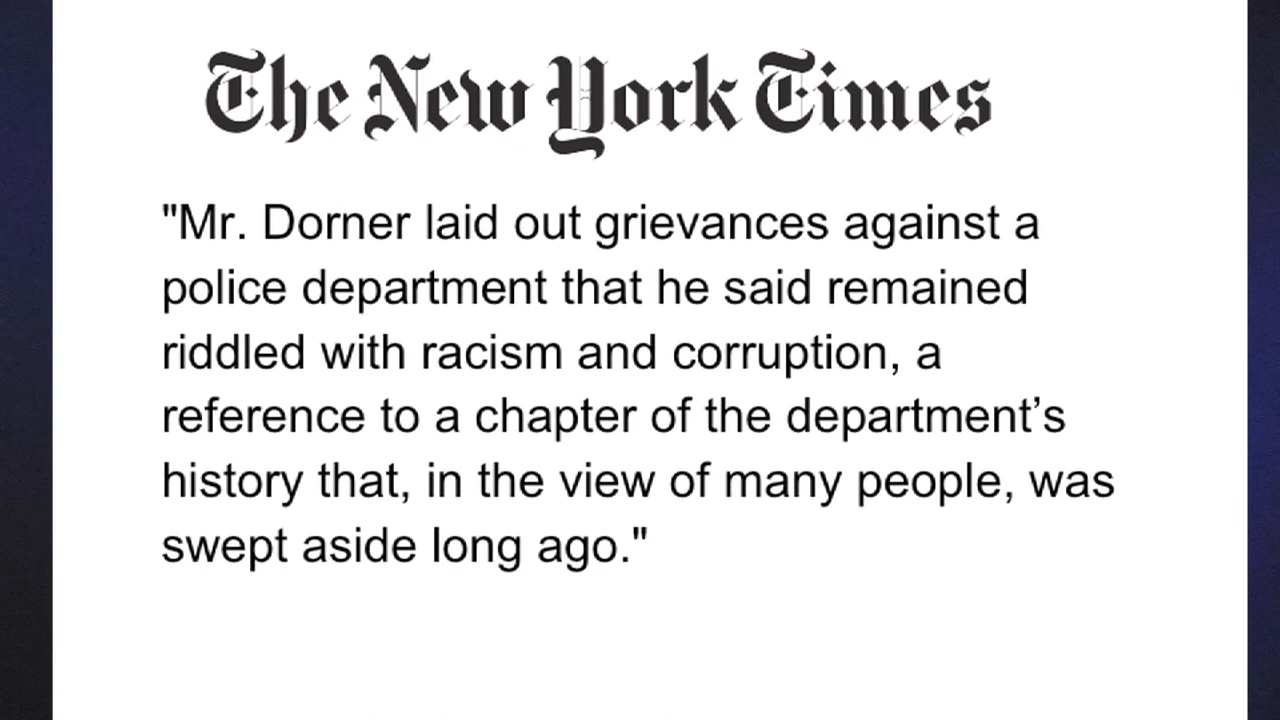 The New York Times
"Mr. Dorner laid out grievances against a
police department that he said remained
riddled with racism and corruption, a
reference to a chapter of the department’s
history that, in the view of many people, was
swept aside long ago."